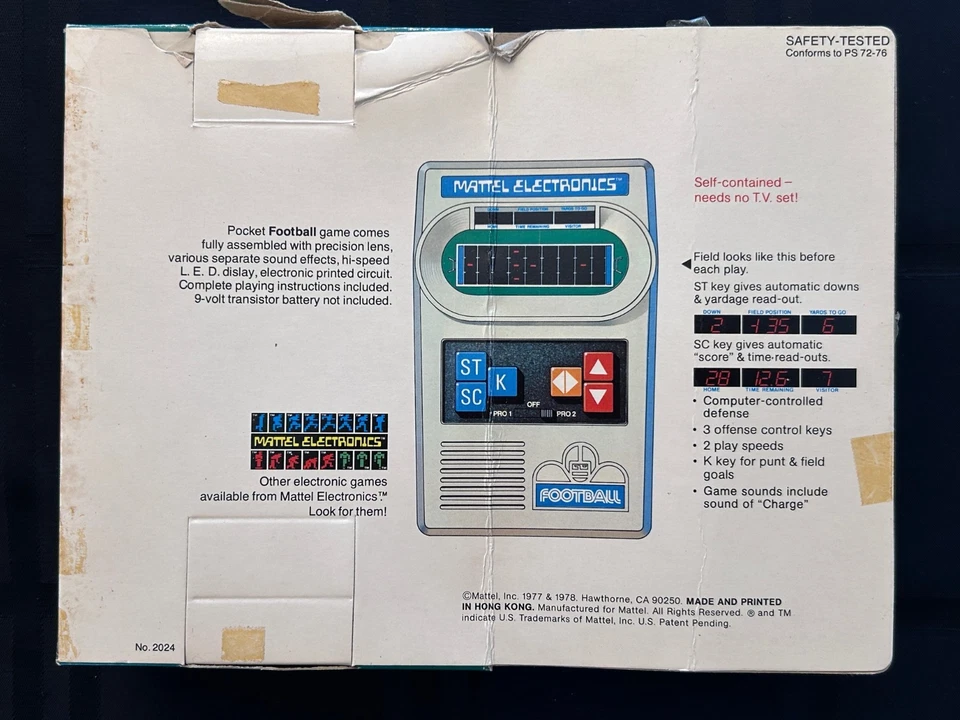 SAFETY-TESTED
Conforms to PS 72-76
Pocket Football game comes
fully assembled with precision lens,
various separate sound effects, hi-speed
L. E. D. dislay, electronic printed circuit.
Complete playing instructions included.
9-volt transistor battery not included.
MATTEL ELECTRONICS™
Other electronic games
available from Mattel Electronics.™
Look for them!
No. 2024
MATTEL ELECTRONICS™
DOWN FIELD POSITION YARDS TO GO
HOME TIME REMAINING VISITOR
ST
K
SC
OFF
PRO 1 PRO 2
FOOTBALL
Self-contained –
needs no T.V. set!
Field looks like this before
each play.
ST key gives automatic downs
& yardage read-out.
DOWN FIELD POSITION YARDS TO GO
2 -135 6
SC key gives automatic
“score” & time-read-outs.
28 12.6· 7
HOME TIME REMAINING VISITOR
• Computer-controlled
defense
• 3 offense control keys
• 2 play speeds
• K key for punt & field
goals
• Game sounds include
sound of “Charge”
©Mattel, Inc. 1977 & 1978. Hawthorne, CA 90250. MADE AND PRINTED
IN HONG KONG. Manufactured for Mattel. All Rights Reserved. ® and TM
indicate U.S. Trademarks of Mattel, Inc. U.S. Patent Pending.